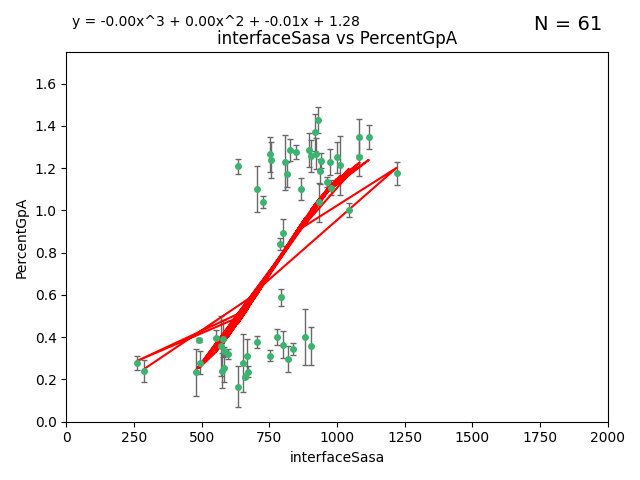 y = -0.00x^3 + 0.00x^2 + -0.01x + 1.28
N = 61
interfaceSasa vs PercentGpA
PercentGpA
1.6
1.4
1.2
1.0
0.8
0.6
0.4
0.2
0.0
0 250 500 750 1000 1250 1500 1750 2000
interfaceSasa